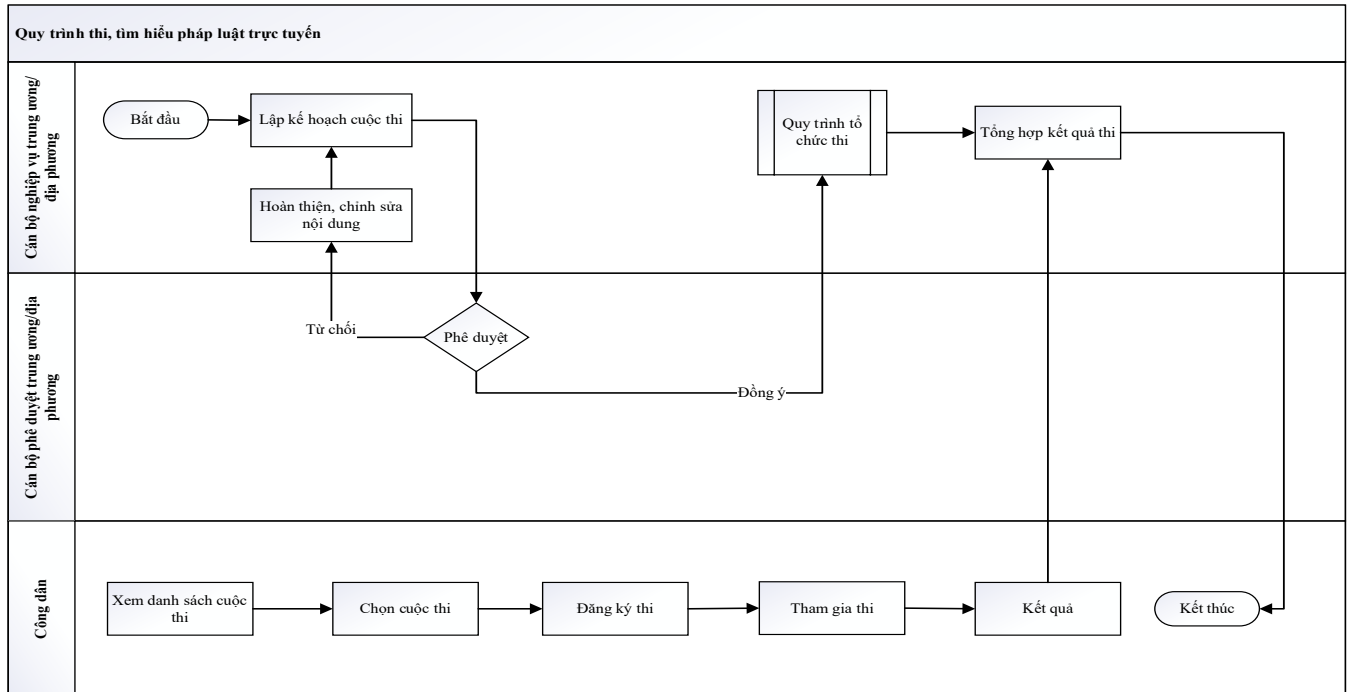 Quy trình thi, tìm hiểu pháp luật trực tuyến
Cán bộ nghiệp vụ trung ương/
địa phương
Bắt đầu
Lập kế hoạch cuộc thi
Quy trình tổ
chức thi
Tổng hợp kết quả thi
Hoàn thiện, chỉnh sửa
nội dung
Cán bộ phê duyệt trung ương/địa
phương
Từ chối
Phê duyệt
Đồng ý
Công dân
Xem danh sách cuộc
thi
Chọn cuộc thi
Đăng ký thi
Tham gia thi
Kết quả
Kết thúc